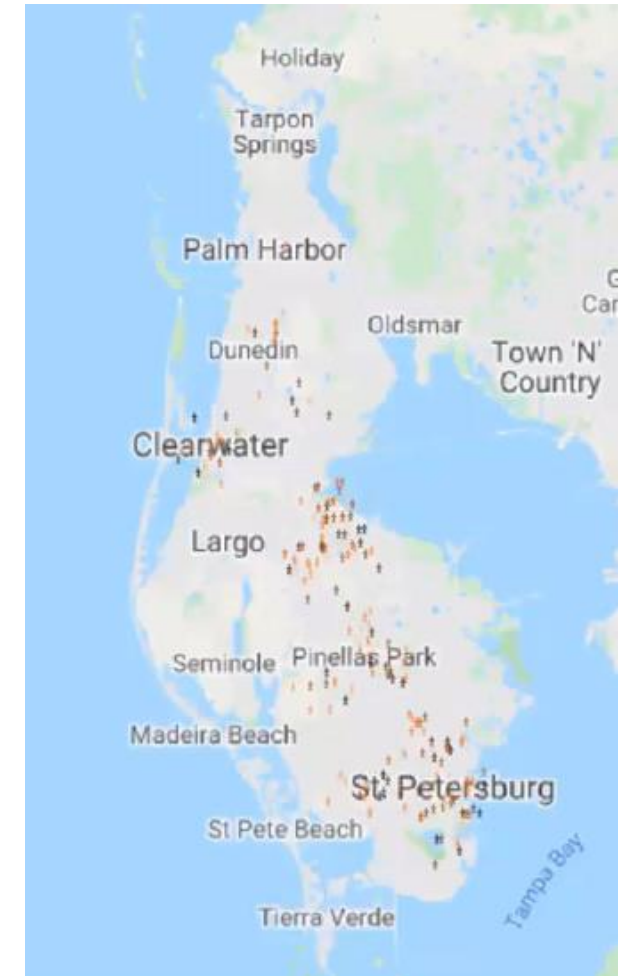 Holiday
Tarpon
Springs
Palm Harbor
Oldsmar
Dunedin
Town 'N'
Country
Clearwater
Largo
Seminole
Pinellas Park
Madeira Beach
St. Petersburg
St Pete Beach
Tierra Verde
Tampa Bay